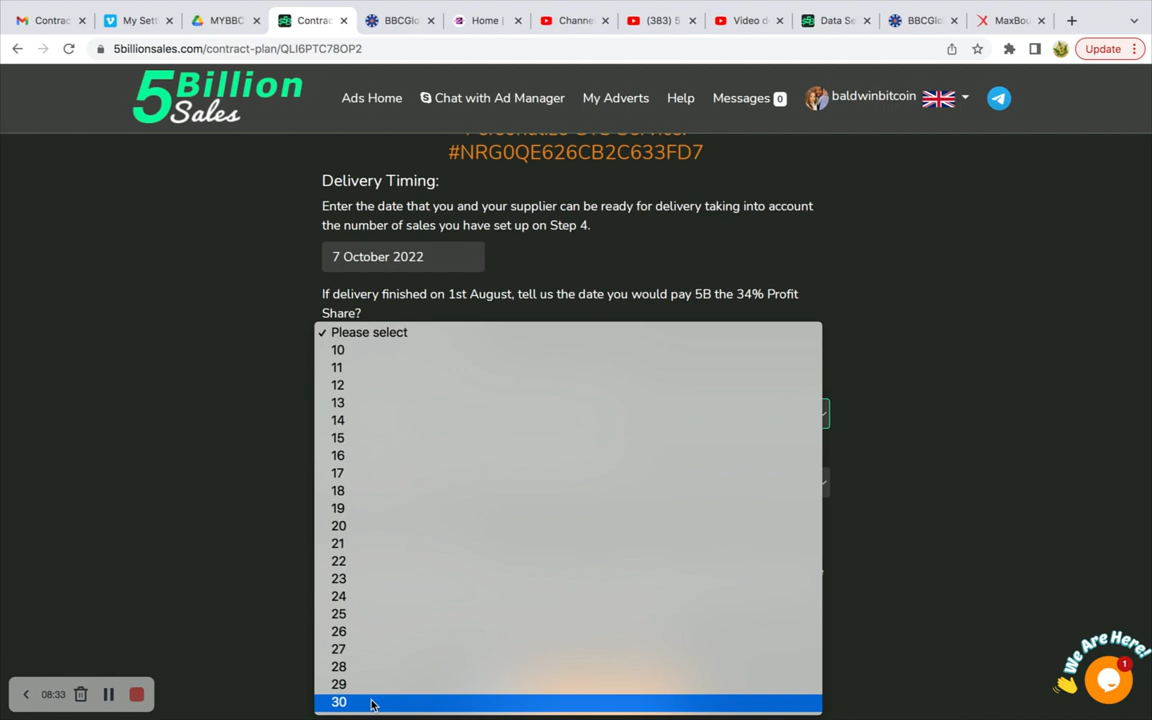 Contrac
My Sett
MYBBC
Contrac
BBCGlo
Home |
Channe
(383) 5
Video d
Data Se
BBCGlo
MaxBou
5billionsales.com/contract-plan/QLI6PTC78OP2
Update
5Billion
Sales
Ads Home
Chat with Ad Manager
My Adverts
Help
Messages 0
baldwinbitcoin
#NRG0QE626CB2C633FD7
Delivery Timing:
Enter the date that you and your supplier can be ready for delivery taking into account
the number of sales you have set up on Step 4.
7 October 2022
If delivery finished on 1st August, tell us the date you would pay 5B the 34% Profit
Share?
✓ Please select
10
11
12
13
14
15
16
17
18
19
20
21
22
23
24
25
26
27
28
29
30
08:33
We Are Here!
1